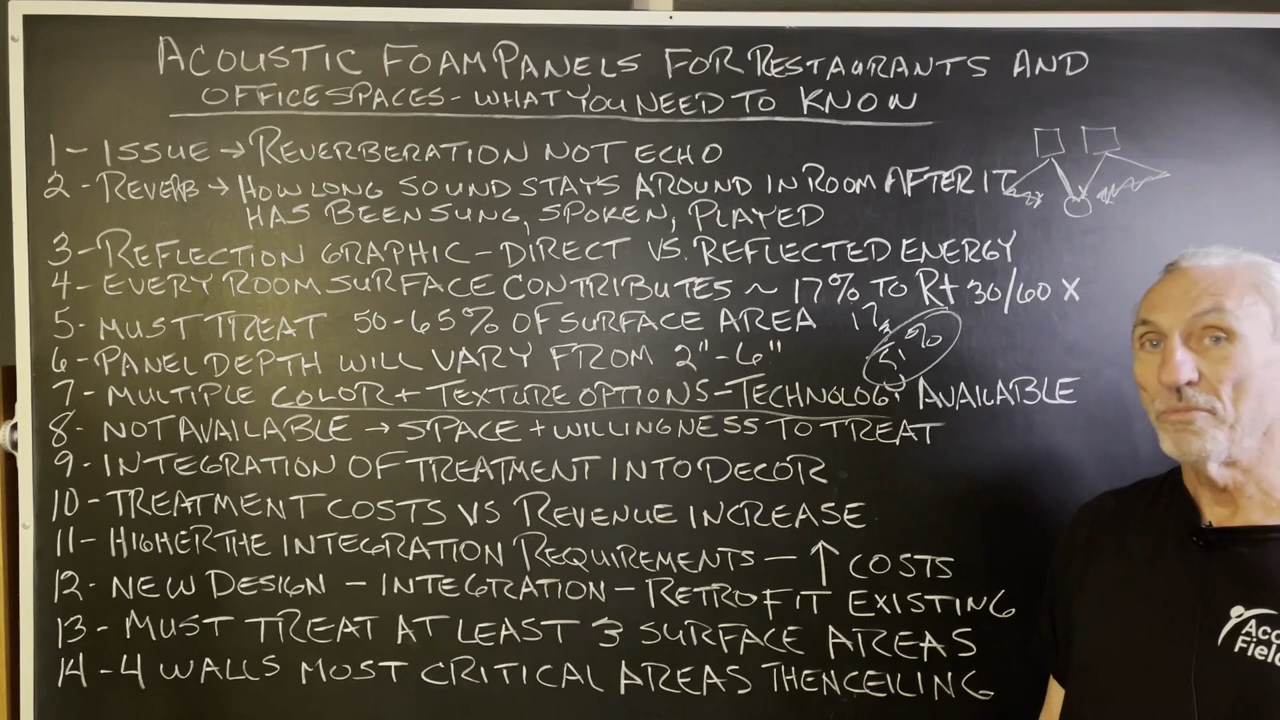 ACOUSTIC FOAM PANELS FOR RESTAURANTS AND
OFFICE SPACES - WHAT YOU NEED TO KNOW
1 - ISSUE → REVERBERATION NOT ECHO
2 - REVERB → HOW LONG SOUND STAYS AROUND IN ROOM AFTER IT
HAS BEEN SUNG, SPOKEN, PLAYED
3 - REFLECTION GRAPHIC - DIRECT VS. REFLECTED ENERGY
4 - EVERY ROOM SURFACE CONTRIBUTES ~ 17% TO Rt 30/60 X
5 - MUST TREAT 50-65% OF SURFACE AREA 17
6 - PANEL DEPTH WILL VARY FROM 2" - 6"
7 - MULTIPLE COLOR + TEXTURE OPTIONS - TECHNOLOGY AVAILABLE
8 - NOT AVAILABLE → SPACE + WILLINGNESS TO TREAT
9 - INTEGRATION OF TREATMENT INTO DECOR
10 - TREATMENT COSTS VS REVENUE INCREASE
11 - HIGHER THE INTEGRATION REQUIREMENTS - ↑ COSTS
12 - NEW DESIGN - INTEGRATION - RETROFIT EXISTING
13 - MUST TREAT AT LEAST 3 SURFACE AREAS
14 - 4 WALLS MOST CRITICAL AREAS THEN CEILING
Aco
Field